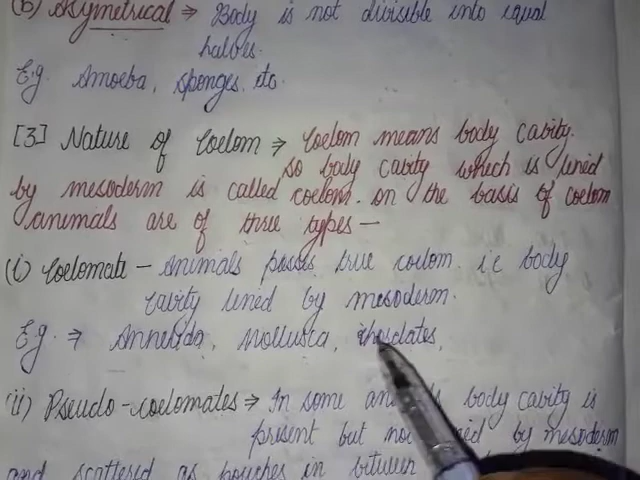 (b) Asymetrical ⇒ Body is not divisible into equal
halves.
E.g. Amoeba, sponges etc.
[3] Nature of Coelom ⇒ Coelom means body cavity.
so body cavity which is lined
by mesoderm is called coelom. on the basis of coelom
animals are of three types —
(i) Coelomate - Animals posses true coelom i.e body
cavity lined by mesoderm.
E.g. ⇒ Annelida, Mollusca, chordates,
(ii) Pseudo-coelomates ⇒ In some body cavity is
present but by mesoderm
and scattered as pouches in between